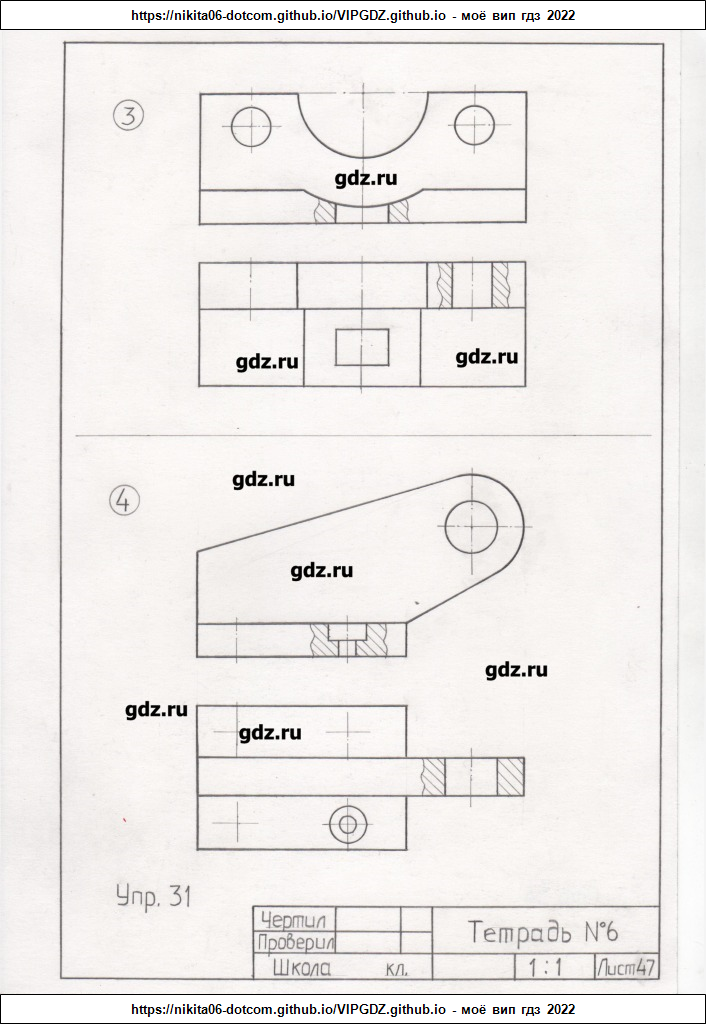 https://nikita06-dotcom.github.io/VIPGDZ.github.io - моё вип гдз 2022
3
gdz.ru
gdz.ru
gdz.ru
gdz.ru
4
gdz.ru
gdz.ru
gdz.ru
gdz.ru
Упр. 31
Чертил
Проверил
Тетрадь №6
Школа кл.
1:1
Лист47
https://nikita06-dotcom.github.io/VIPGDZ.github.io - моё вип гдз 2022